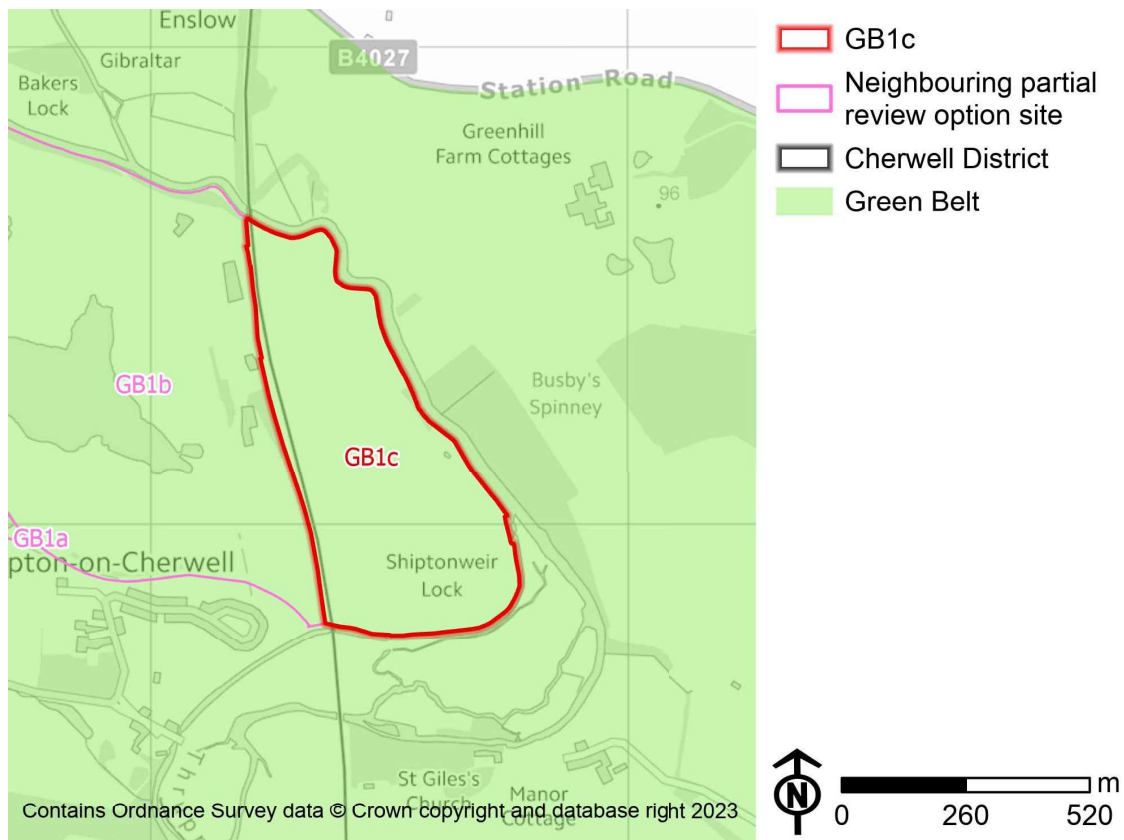 Enslow
Gibraltar
Bakers
Lock
B4027
Station Road
Greenhill
Farm Cottages
96
GB1b
Busby's
Spinney
GB1c
GB1a
pton-on-Cherwell
Shiptonweir
Lock
Thrupp
St Giles's
Church
Manor
Cottage
Contains Ordnance Survey data © Crown copyright and database right 2023
GB1c
Neighbouring partial
review option site
Cherwell District
Green Belt
N
0 260 520 m